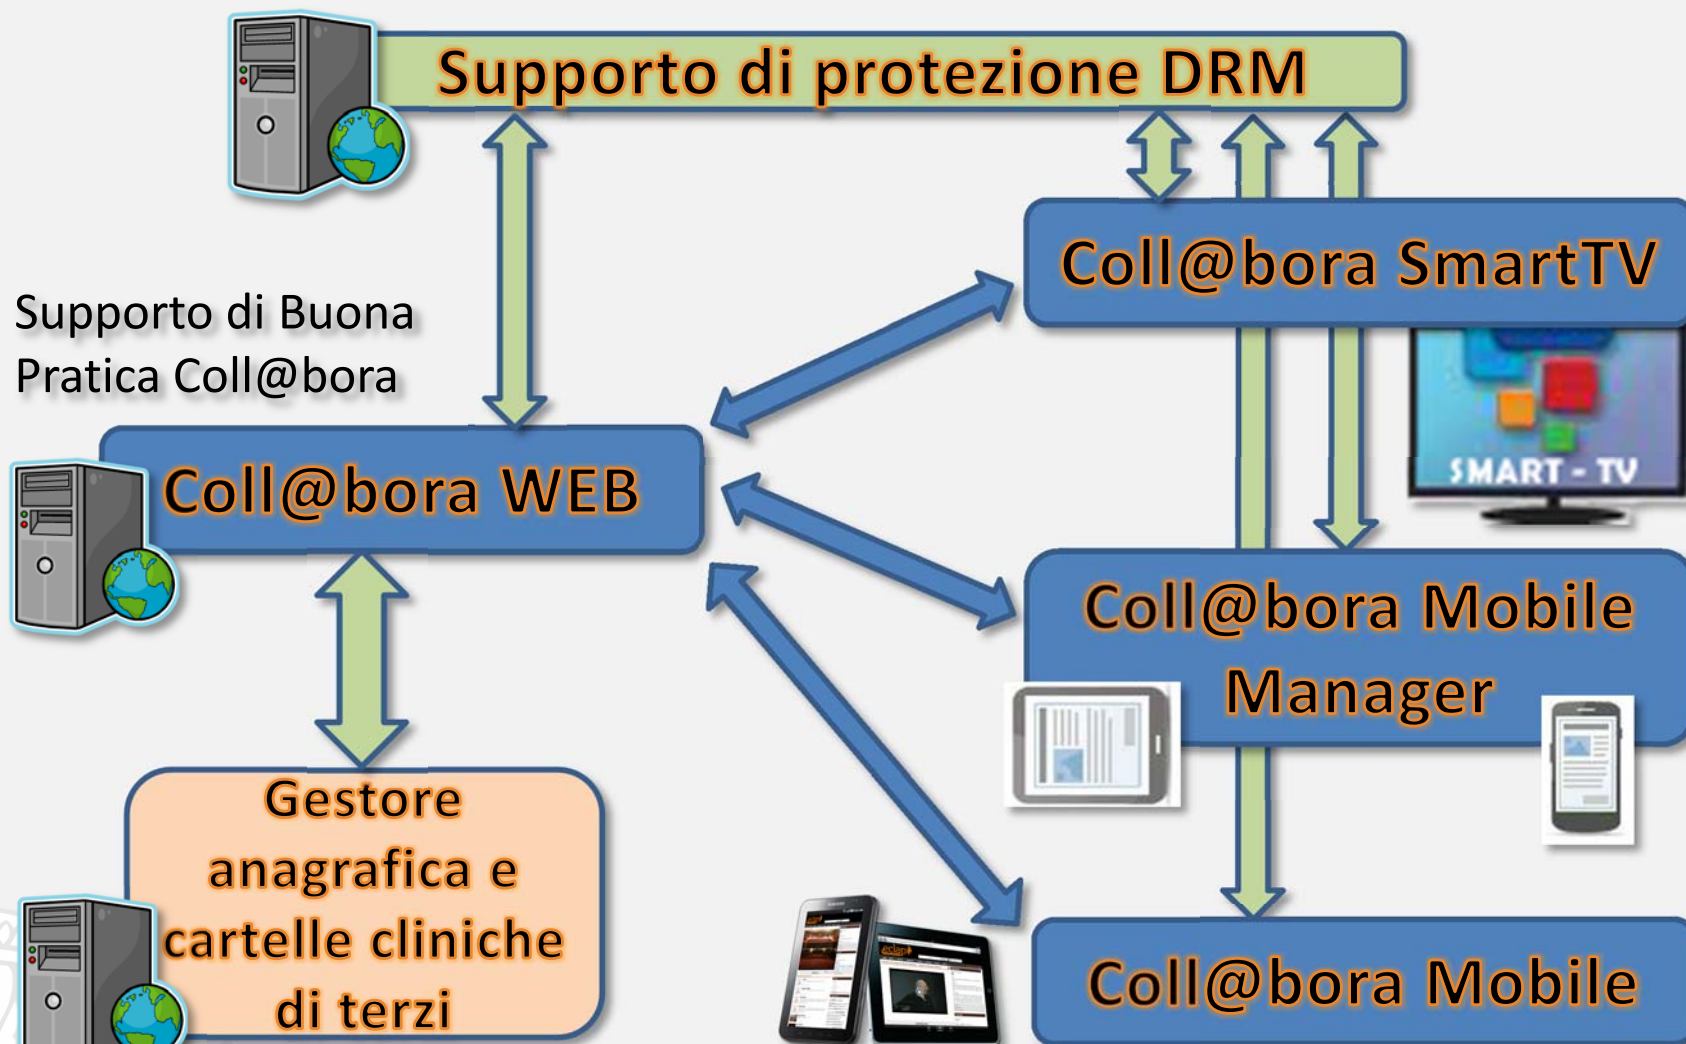 Supporto di protezione DRM
Coll@bora SmartTV
Supporto di Buona
Pratica Coll@bora
SMART - TV
Coll@bora WEB
Coll@bora Mobile
Manager
Gestore
anagrafica e
cartelle cliniche
di terzi
eclap
Coll@bora Mobile